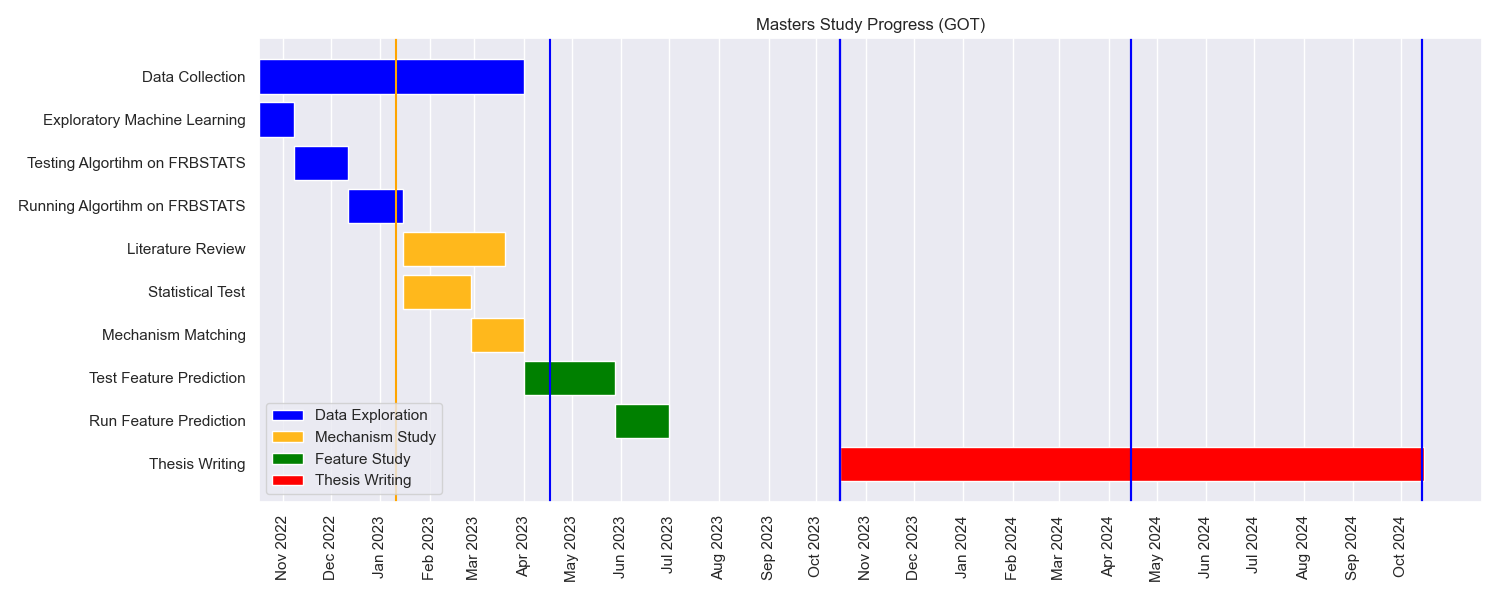 Masters Study Progress (GOT)
Data Collection
Exploratory Machine Learning
Testing Algortihm on FRBSTATS
Running Algortihm on FRBSTATS
Literature Review
Statistical Test
Mechanism Matching
Test Feature Prediction
Run Feature Prediction
Thesis Writing
Data Exploration
Mechanism Study
Feature Study
Thesis Writing
Nov 2022
Dec 2022
Jan 2023
Feb 2023
Mar 2023
Apr 2023
May 2023
Jun 2023
Jul 2023
Aug 2023
Sep 2023
Oct 2023
Nov 2023
Dec 2023
Jan 2024
Feb 2024
Mar 2024
Apr 2024
May 2024
Jun 2024
Jul 2024
Aug 2024
Sep 2024
Oct 2024